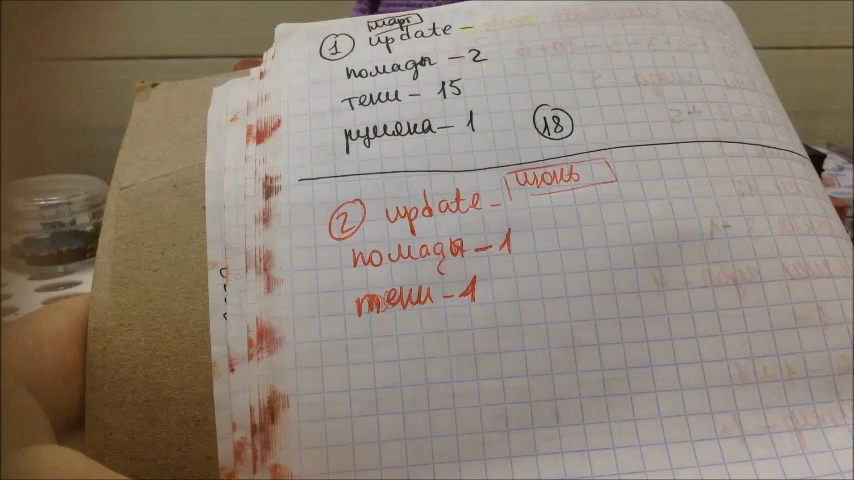 март
① update -
помады - 2
тени - 15
румяна - 1
18
② update - июнь
помады - 1
тени - 1